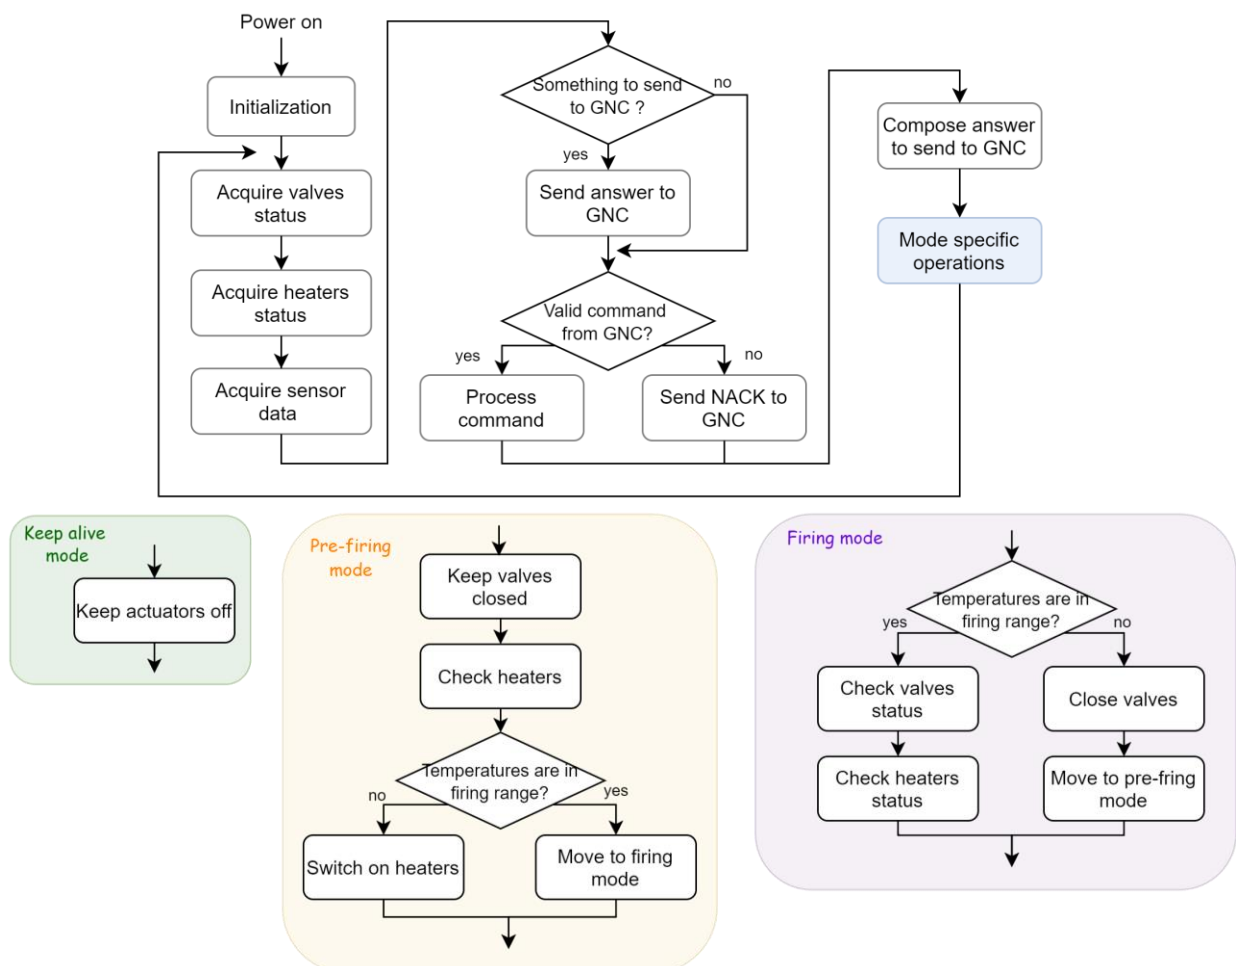 Power on
Initialization
Acquire valves
status
Acquire heaters
status
Acquire sensor
data
Something to send
to GNC ?
no
yes
Send answer to
GNC
Valid command
from GNC?
yes
no
Process
command
Send NACK to
GNC
Compose answer
to send to GNC
Mode specific
operations
Keep alive
mode
Keep actuators off
Pre-firing
mode
Keep valves
closed
Check heaters
Temperatures are in
firing range?
no
yes
Switch on heaters
Move to firing
mode
Firing mode
Temperatures are in
firing range?
yes
no
Check valves
status
Close valves
Check heaters
status
Move to pre-fring
mode